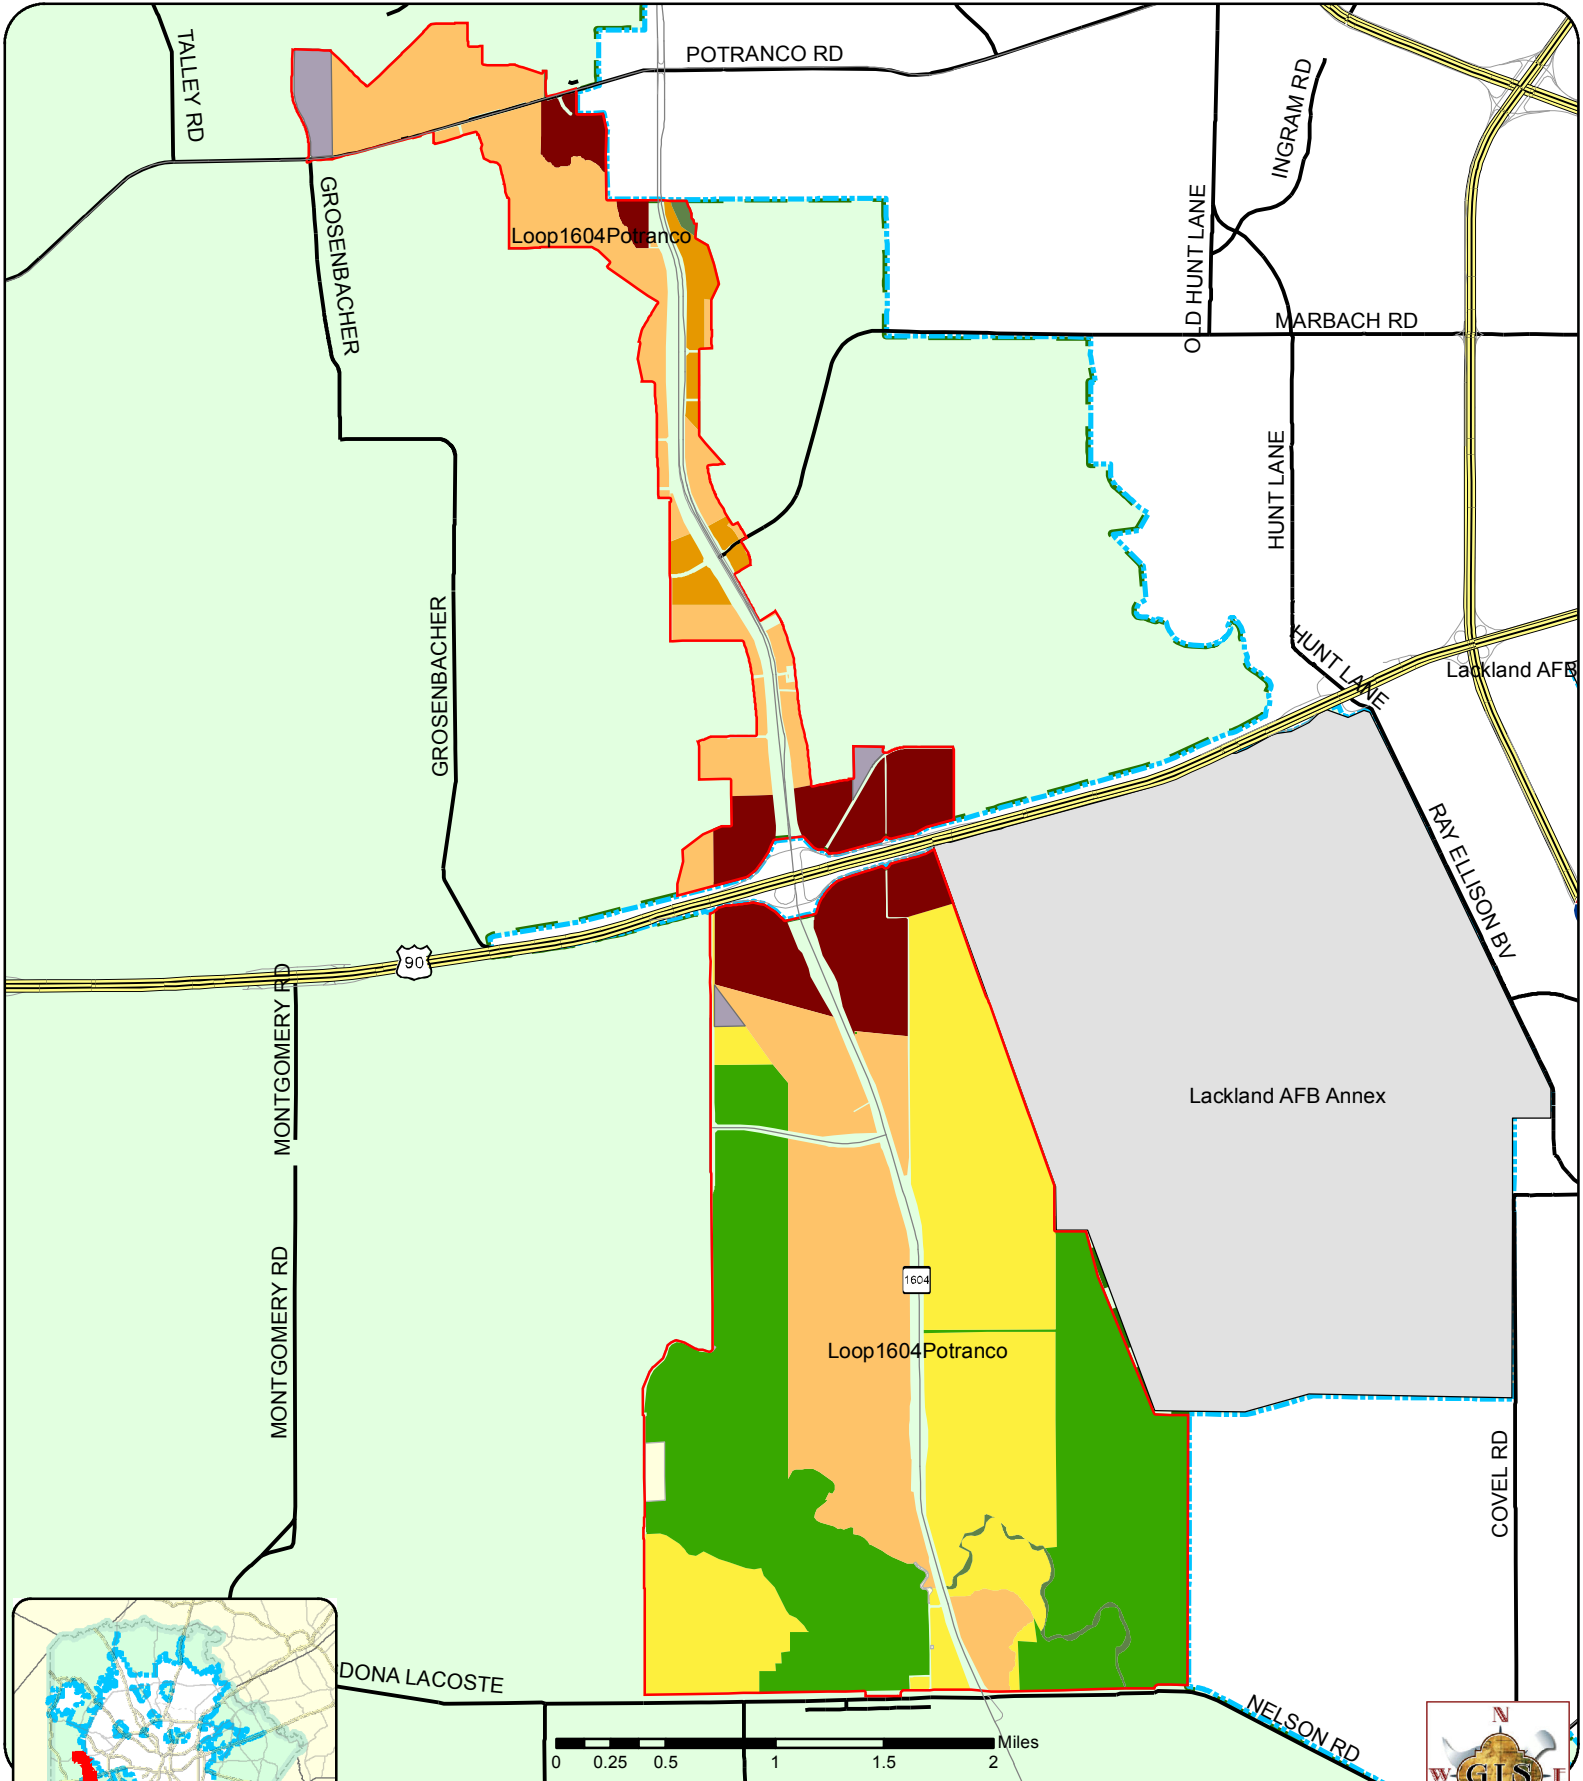 TALLEY RD
POTRANCO RD
INGRAM RD
GROSENBACHER
OLD HUNT LANE
Loop1604Potranco
MARBACH RD
HUNT LANE
GROSENBACHER
HUNT LANE
Lackland AFB
RAY ELLISON BV
90
MONTGOMERY RD
Lackland AFB Annex
MONTGOMERY RD
1604
Loop1604Potranco
COVEL RD
DONA LACOSTE
NELSON RD
Miles
0 0.25 0.5 1 1.5 2
N
W GIS E